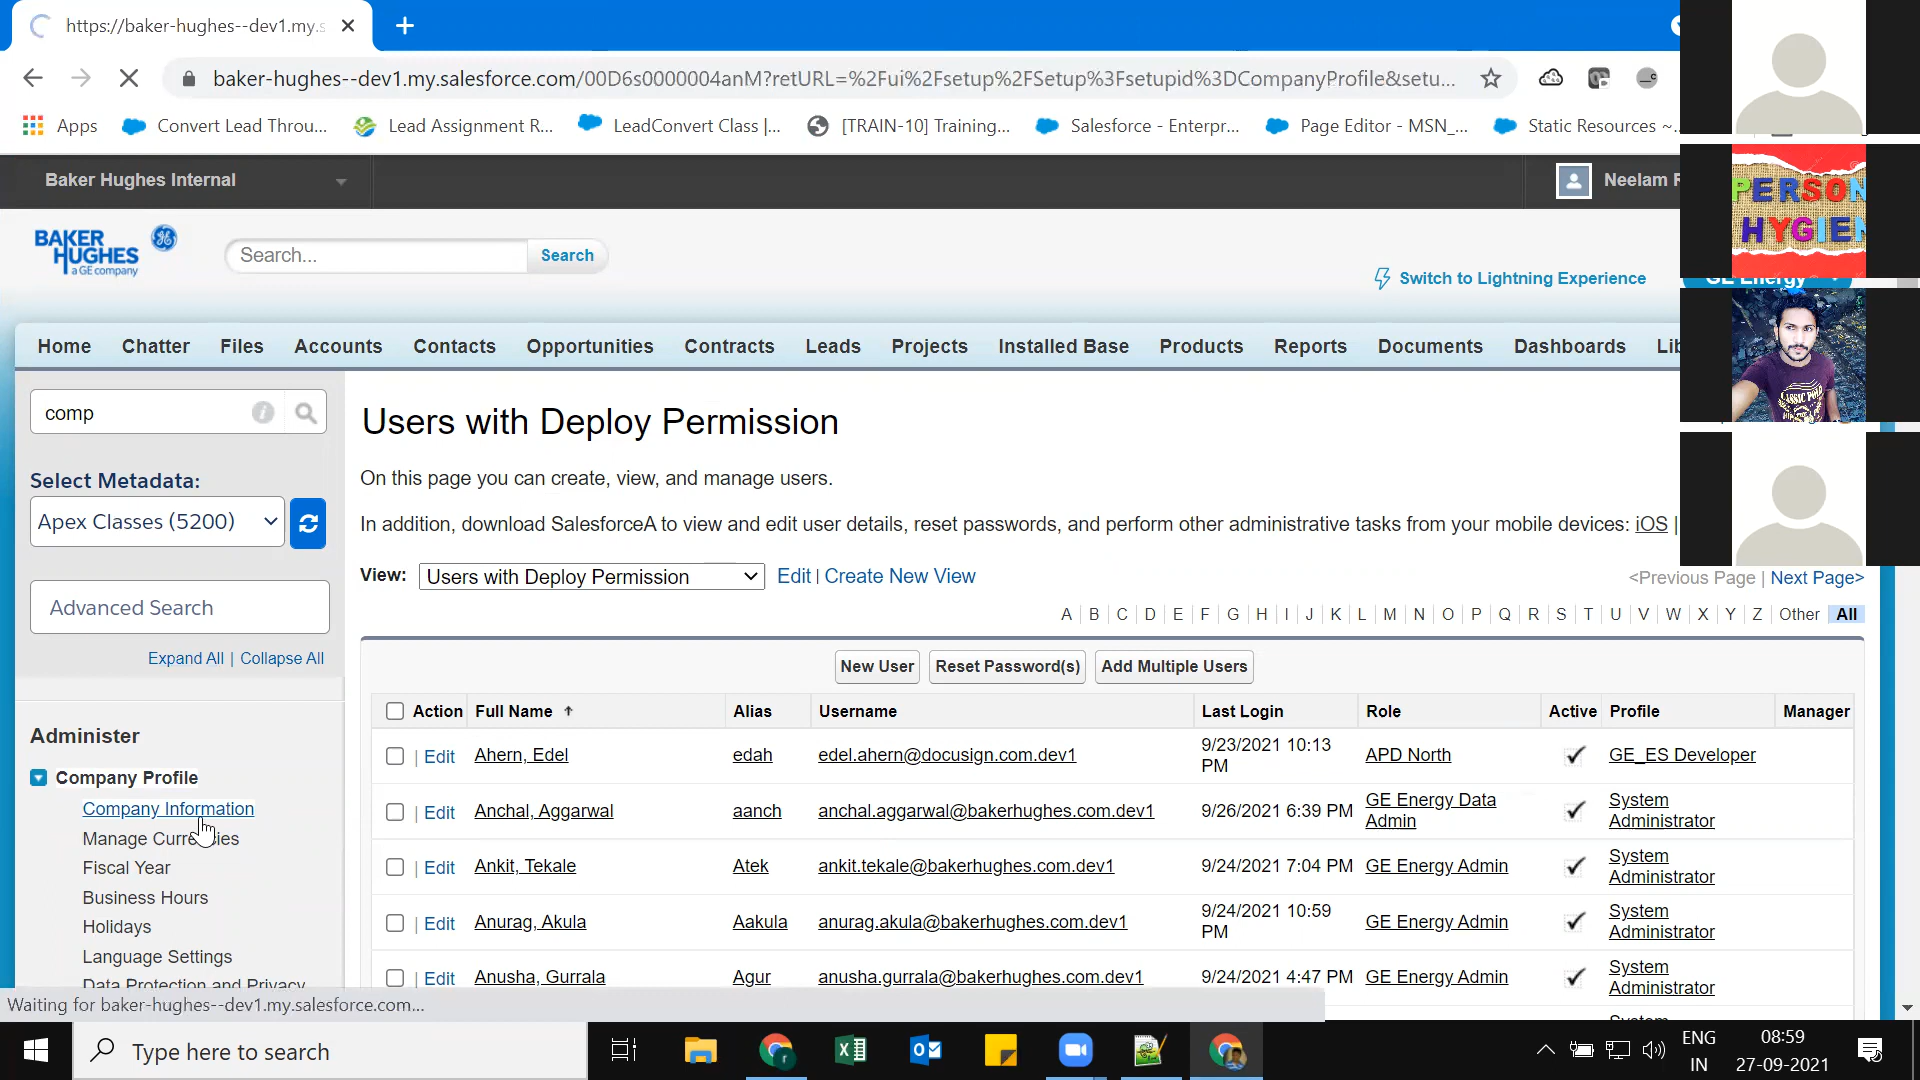 https://baker-hughes--dev1.my.s
baker-hughes--dev1.my.salesforce.com/00D6s0000004anM?retURL=%2Fui%2Fsetup%2FSetup%3Fsetupid%3DCompanyProfile&setu...
Apps
Convert Lead Throu...
Lead Assignment R...
LeadConvert Class |...
[TRAIN-10] Training...
Salesforce - Enterpr...
Page Editor - MSN_...
Static Resources ~
Baker Hughes Internal
Neelam R
PERSON
HYGIEN
BAKER
HUGHES
a GE company
Search...
Search
Switch to Lightning Experience
GE Energy
Home
Chatter
Files
Accounts
Contacts
Opportunities
Contracts
Leads
Projects
Installed Base
Products
Reports
Documents
Dashboards
Lib
comp
Select Metadata:
Apex Classes (5200)
Advanced Search
Expand All | Collapse All
Administer
Company Profile
Company Information
Manage Currencies
Fiscal Year
Business Hours
Holidays
Language Settings
Data Protection and Privacy
Users with Deploy Permission
On this page you can create, view, and manage users.
In addition, download SalesforceA to view and edit user details, reset passwords, and perform other administrative tasks from your mobile devices: iOS |
View: Users with Deploy Permission Edit | Create New View
<Previous Page | Next Page>
A | B | C | D | E | F | G | H | I | J | K | L | M | N | O | P | Q | R | S | T | U | V | W | X | Y | Z | Other | All
New User
Reset Password(s)
Add Multiple Users
Action Full Name Alias Username Last Login Role Active Profile Manager
| Edit Ahern, Edel edah edel.ahern@docusign.com.dev1 9/23/2021 10:13 PM APD North GE_ES Developer
| Edit Anchal, Aggarwal aanch anchal.aggarwal@bakerhughes.com.dev1 9/26/2021 6:39 PM GE Energy Data Admin System Administrator
| Edit Ankit, Tekale Atek ankit.tekale@bakerhughes.com.dev1 9/24/2021 7:04 PM GE Energy Admin System Administrator
| Edit Anurag, Akula Aakula anurag.akula@bakerhughes.com.dev1 9/24/2021 10:59 PM GE Energy Admin System Administrator
| Edit Anusha, Gurrala Agur anusha.gurrala@bakerhughes.com.dev1 9/24/2021 4:47 PM GE Energy Admin System Administrator
Waiting for baker-hughes--dev1.my.salesforce.com...
Type here to search
ENG
IN
08:59
27-09-2021